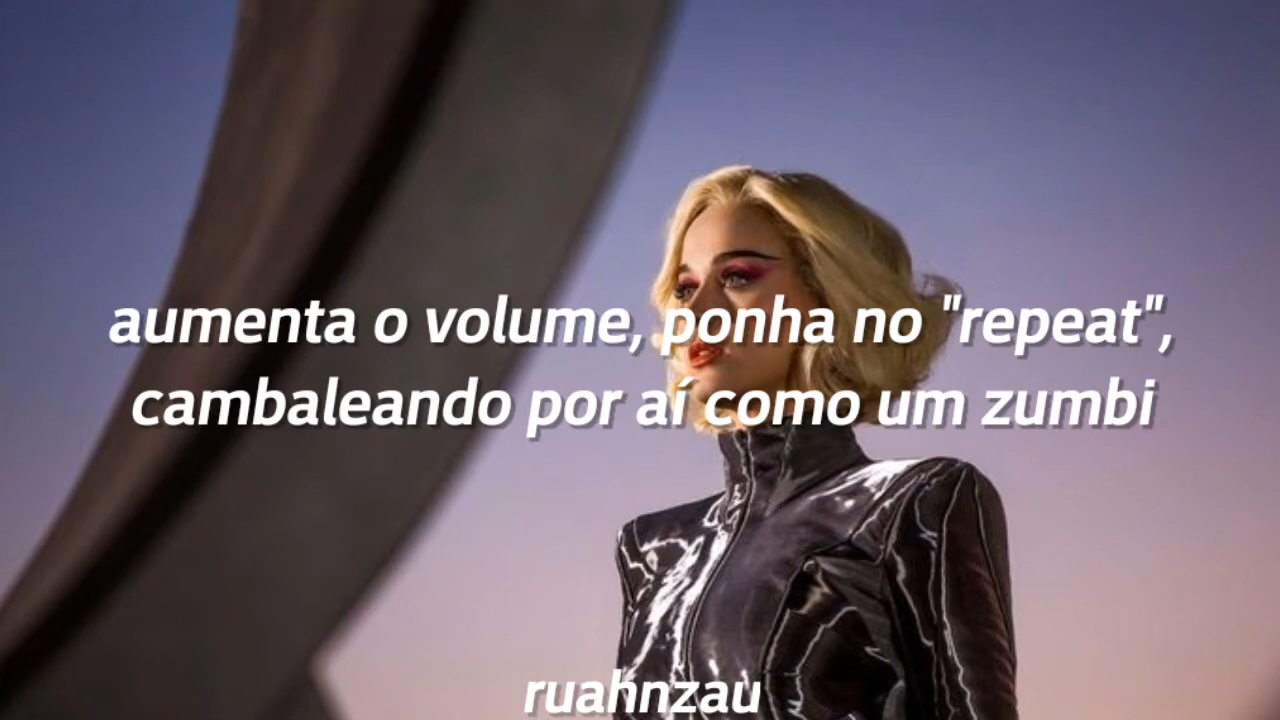 aumenta o volume, ponha no "repeat",
cambaleando por aí como um zumbi
ruahnzau